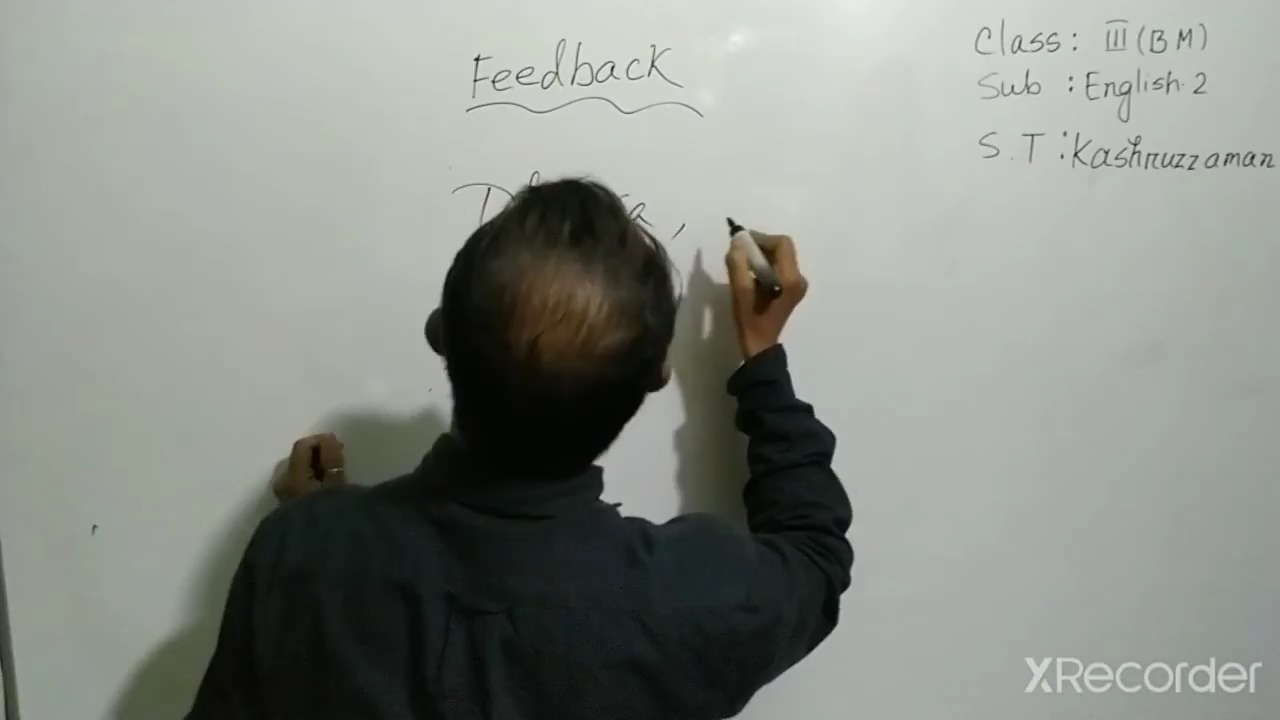 Feedback
Class: III (BM)
Sub : English. 2
S.T : Kashruzzaman
XRecorder